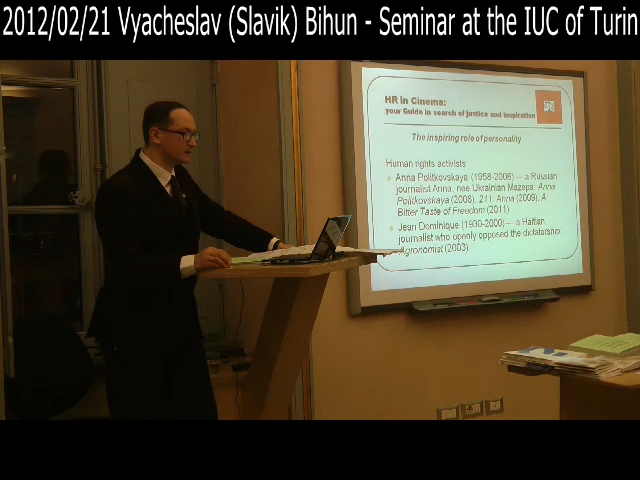 2012/02/21 Vyacheslav (Slavik) Bihun - Seminar at the IUC of Turin
HR in Cinema:
your Guide in search of justice and inspiration
The inspiring role of personality
Human rights activists
Anna Politkovskaya (1958-2006) — a Russian
journalist Anna, nee Ukrainian Mazepa: Anna
Politkovskaya (2008), 211: Anna (2009), A
Bitter Taste of Freedom (2011)
Jean Dominique (1930-2000) — a Haitian
journalist who openly opposed the dictatorship:
Agronomist (2003)